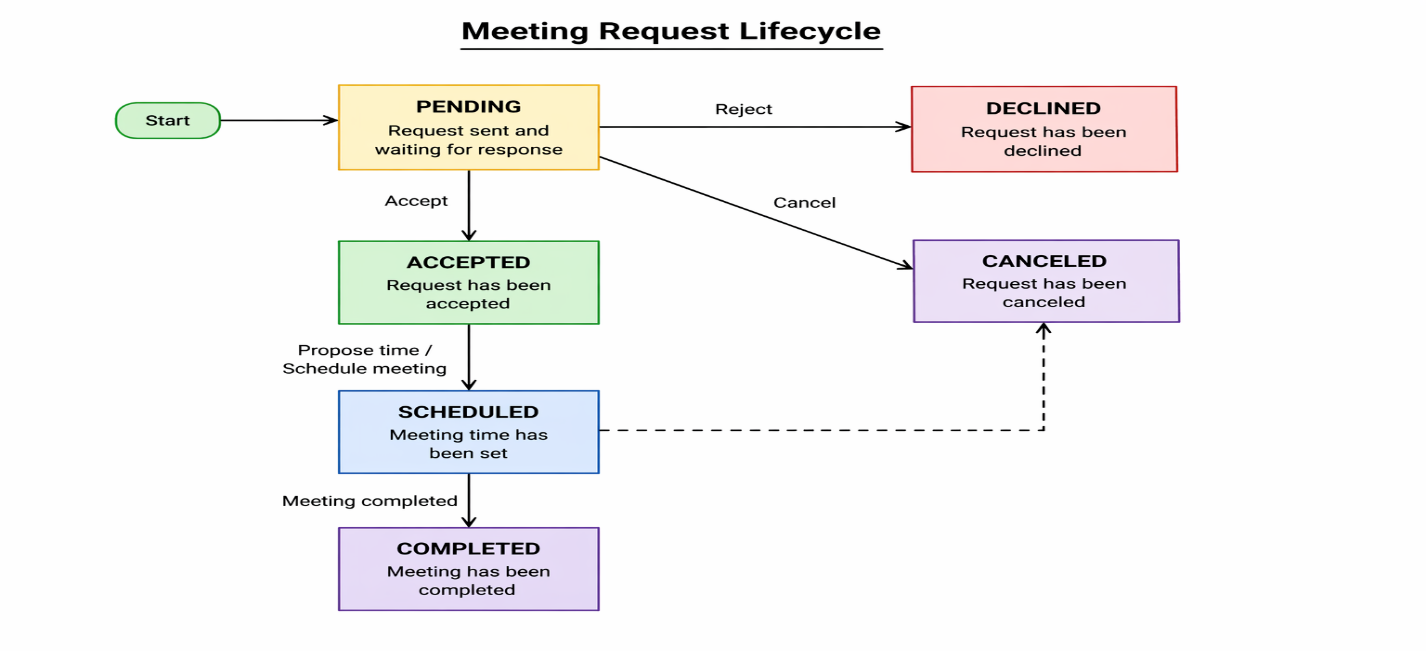 Meeting Request Lifecycle
Start
PENDING
Request sent and
waiting for response
Reject
DECLINED
Request has been
declined
Accept
Cancel
ACCEPTED
Request has been
accepted
CANCELED
Request has been
canceled
Propose time /
Schedule meeting
SCHEDULED
Meeting time has
been set
Meeting completed
COMPLETED
Meeting has been
completed